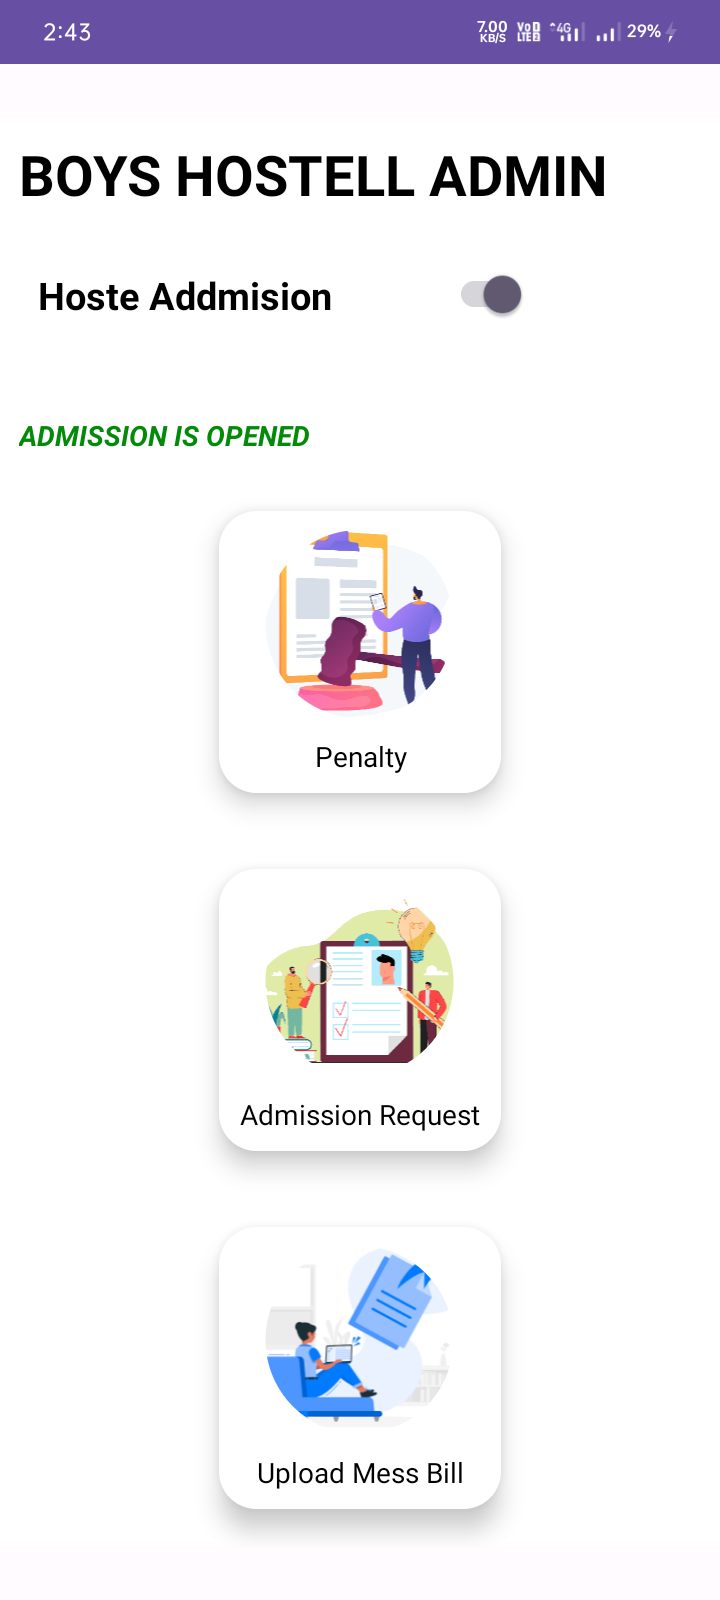 2:43
7.00
KB/S
Vo
LTE 2
4G
29%
BOYS HOSTELL ADMIN
Hoste Addmision
ADMISSION IS OPENED
Penalty
Admission Request
Upload Mess Bill